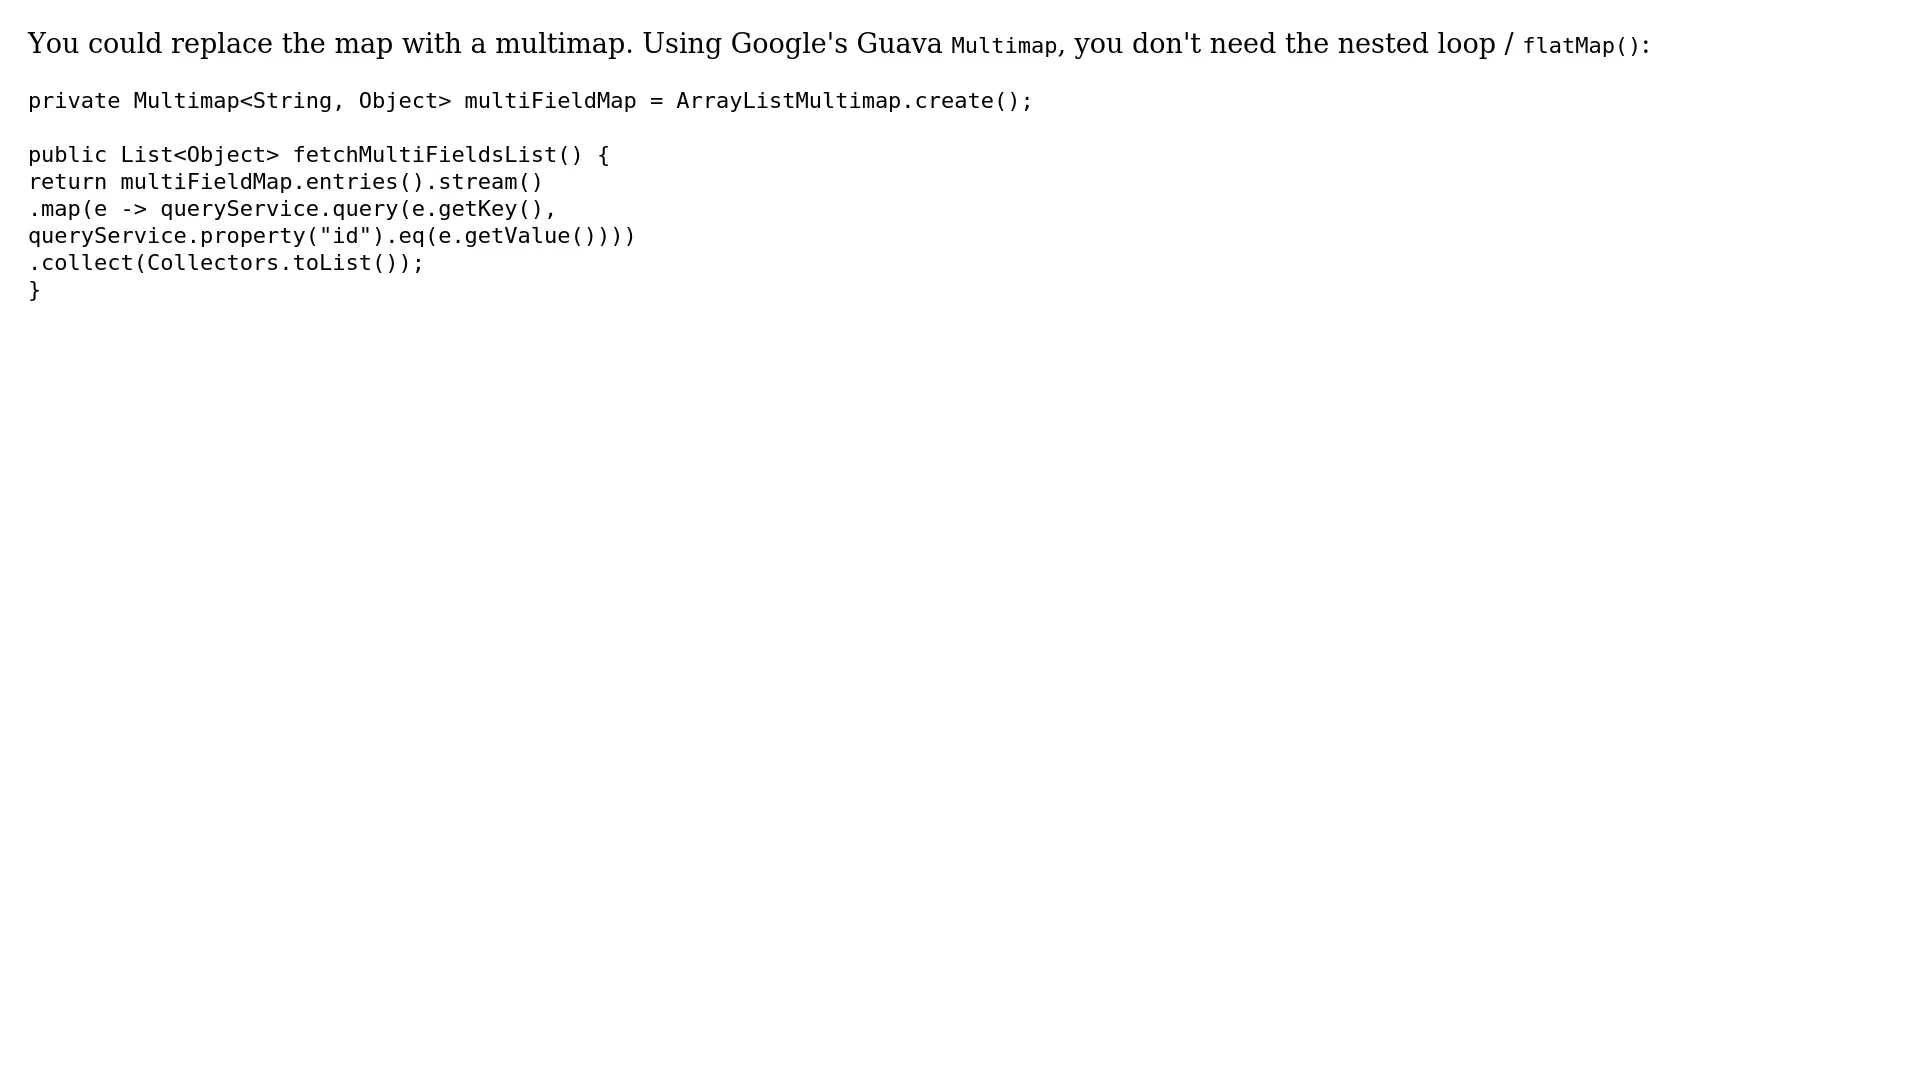 You could replace the map with a multimap. Using Google's Guava Multimap, you don't need the nested loop / flatMap():
private Multimap<String, Object> multiFieldMap = ArrayListMultimap.create();
public List<Object> fetchMultiFieldsList() {
return multiFieldMap.entries().stream()
.map(e -> queryService.query(e.getKey(),
queryService.property("id").eq(e.getValue())))
.collect(Collectors.toList());
}